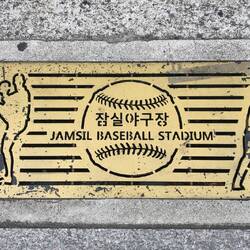 잠실야구장
JAMSIL BASEBALL STADIUM